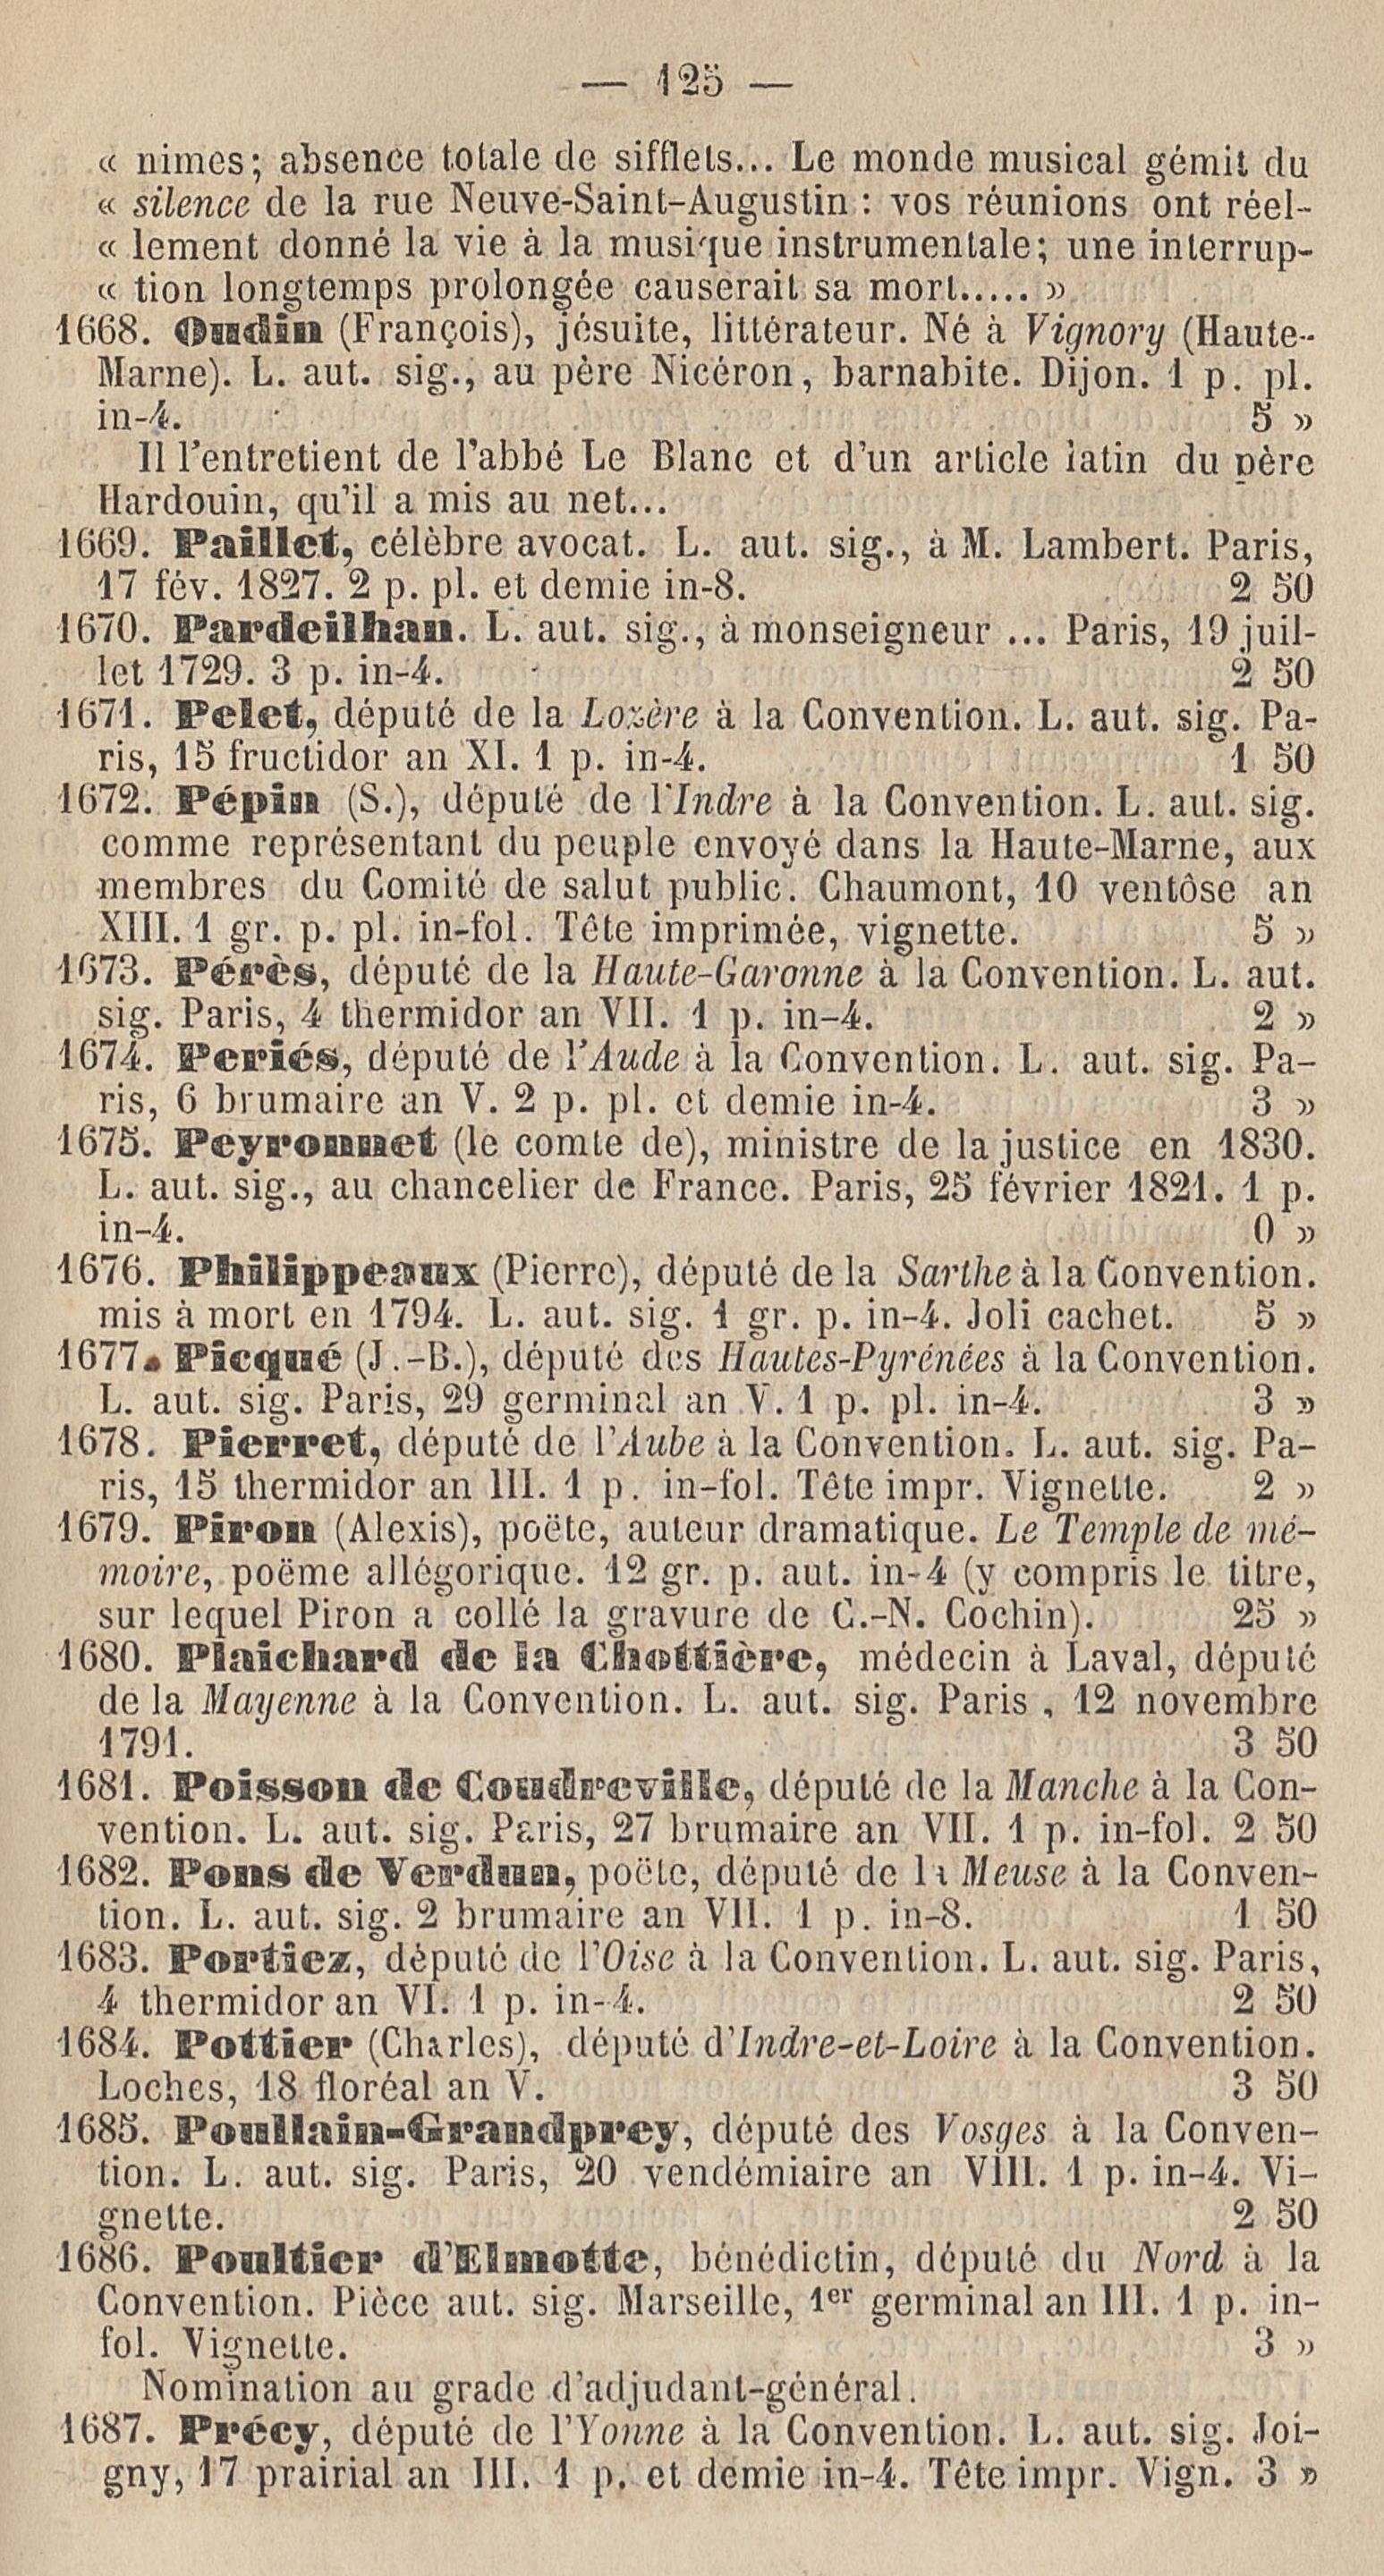 — 125 —
« nimes; absence totale de sifflets... Le monde musical gémit du
« silence de la rue Neuve-Saint-Augustin : vos réunions ont réel-
« lement donné la vie à la musique instrumentale; une interrup-
« tion longtemps prolongée causerait sa mort..... »
1668. Oudin (François), jésuite, littérateur. Né à Vignory (Haute-
Marne). L. aut. sig., au père Nicéron, barnabite. Dijon. 1 p. pl.
in-4. 5 »
Il l'entretient de l'abbé Le Blanc et d'un article latin du père
Hardouin, qu'il a mis au net...
1669. Paillet, célèbre avocat. L. aut. sig., à M. Lambert. Paris,
17 fév. 1827. 2 p. pl. et demie in-8. 2 50
1670. Pardeilhan. L. aut. sig., à monseigneur ... Paris, 19 juil-
let 1729. 3 p. in-4. 2 50
1671. Pelet, député de la Lozère à la Convention. L. aut. sig. Pa-
ris, 15 fructidor an XI. 1 p. in-4. 1 50
1672. Pépin (S.), député de l'Indre à la Convention. L. aut. sig.
comme représentant du peuple envoyé dans la Haute-Marne, aux
membres du Comité de salut public. Chaumont, 10 ventôse an
XIII. 1 gr. p. pl. in-fol. Tête imprimée, vignette. 5 »
1673. Pérès, député de la Haute-Garonne à la Convention. L. aut.
sig. Paris, 4 thermidor an VII. 1 p. in-4. 2 »
1674. Periés, député de l'Aude à la Convention. L. aut. sig. Pa-
ris, 6 brumaire an V. 2 p. pl. et demie in-4. 3 »
1675. Peyronnet (le comte de), ministre de la justice en 1830.
L. aut. sig., au chancelier de France. Paris, 25 février 1821. 1 p.
in-4. 0 »
1676. Philippeaux (Pierre), député de la Sarthe à la Convention.
mis à mort en 1794. L. aut. sig. 1 gr. p. in-4. Joli cachet. 5 »
1677. Picqué (J.-B.), député des Hautes-Pyrénées à la Convention.
L. aut. sig. Paris, 29 germinal an V. 1 p. pl. in-4. 3 »
1678. Pierret, député de l'Aube à la Convention. L. aut. sig. Pa-
ris, 15 thermidor an III. 1 p. in-fol. Tête impr. Vignette. 2 »
1679. Piron (Alexis), poëte, auteur dramatique. Le Temple de mé-
moire, poëme allégorique. 12 gr. p. aut. in-4 (y compris le titre,
sur lequel Piron a collé la gravure de C.-N. Cochin). 25 »
1680. Plaichard de la Chottière, médecin à Laval, député
de la Mayenne à la Convention. L. aut. sig. Paris, 12 novembre
1791. 3 50
1681. Poisson de Coudreville, député de la Manche à la Con-
vention. L. aut. sig. Paris, 27 brumaire an VII. 1 p. in-fol. 2 50
1682. Pons de Verdun, poëte, député de la Meuse à la Conven-
tion. L. aut. sig. 2 brumaire an VII. 1 p. in-8. 1 50
1683. Portiez, député de l'Oise à la Convention. L. aut. sig. Paris,
4 thermidor an VI. 1 p. in-4. 2 50
1684. Pottier (Charles), député d'Indre-et-Loire à la Convention.
Loches, 18 floréal an V. 3 50
1685. Poullain-Grandprey, député des Vosges à la Conven-
tion. L. aut. sig. Paris, 20 vendémiaire an VIII. 1 p. in-4. Vi-
gnette. 2 50
1686. Poultier d'Elmotte, bénédictin, député du Nord à la
Convention. Pièce aut. sig. Marseille, 1er germinal an III. 1 p. in-
fol. Vignette. 3 »
Nomination au grade d'adjudant-général.
1687. Précy, député de l'Yonne à la Convention. L. aut. sig. Joi-
gny, 17 prairial an III. 1 p. et demie in-4. Tête impr. Vign. 3 »